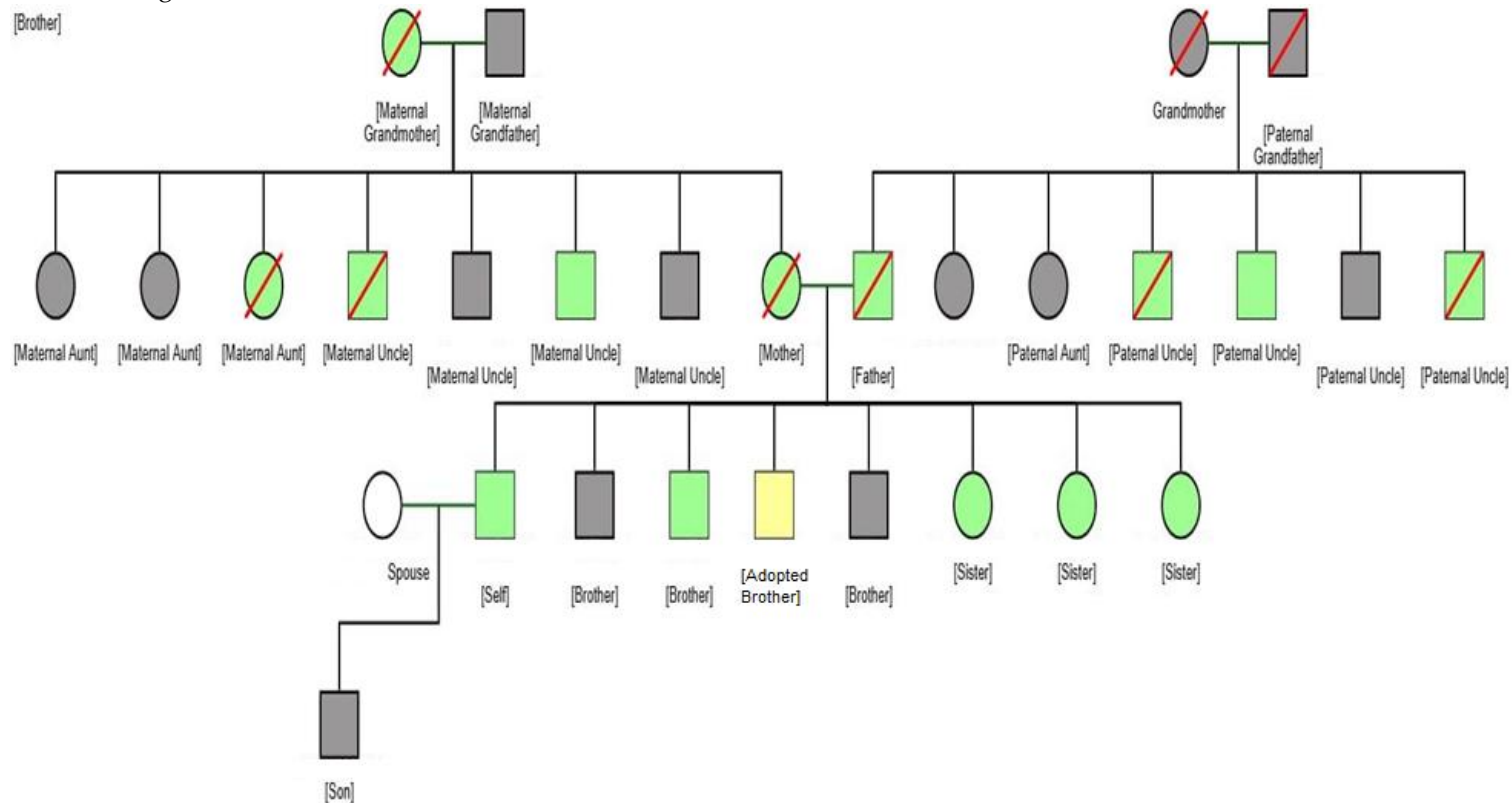 [Brother]
[Maternal
Grandmother]
[Maternal
Grandfather]
Grandmother
[Paternal
Grandfather]
[Maternal Aunt]
[Maternal Aunt]
[Maternal Aunt]
[Maternal Uncle]
[Maternal Uncle]
[Maternal Uncle]
[Maternal Uncle]
[Mother]
[Father]
[Paternal Aunt]
[Paternal Uncle]
[Paternal Uncle]
[Paternal Uncle]
[Paternal Uncle]
Spouse
[Self]
[Brother]
[Brother]
[Adopted
Brother]
[Brother]
[Sister]
[Sister]
[Sister]
[Son]